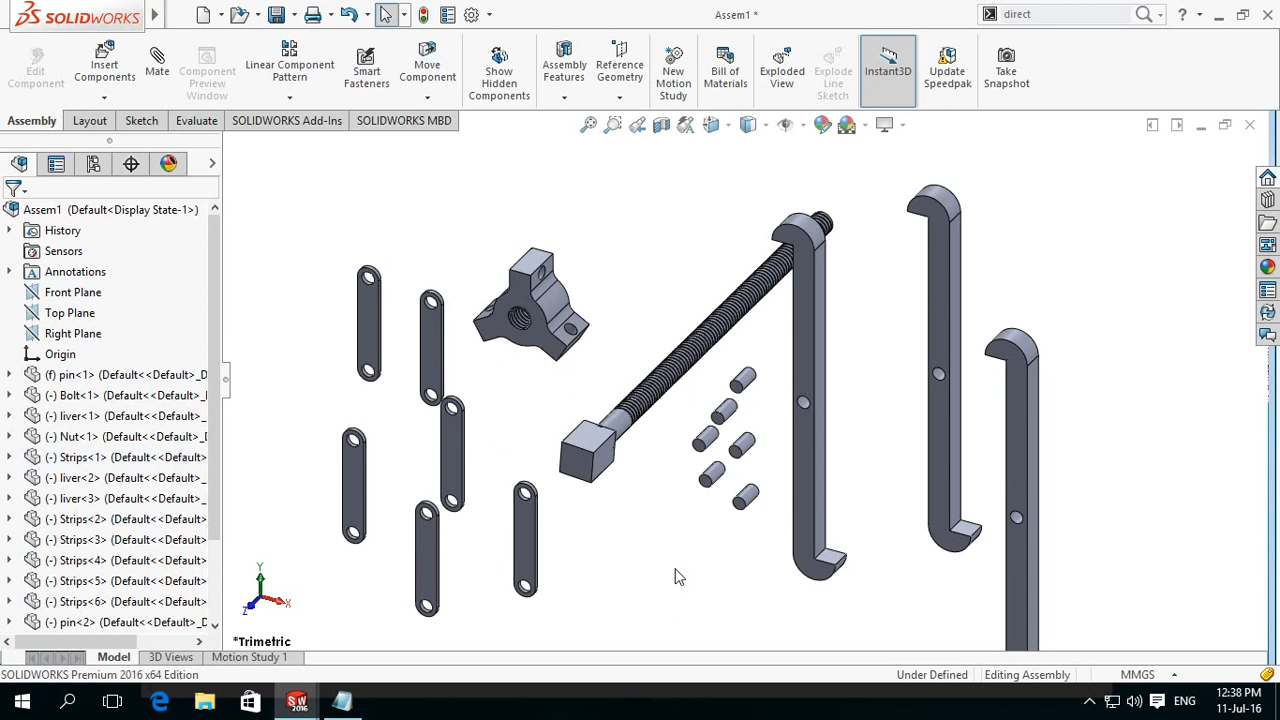 SOLIDWORKS
Assem1 *
direct
Edit Component
Insert Components
Mate
Component Preview Window
Linear Component Pattern
Smart Fasteners
Move Component
Show Hidden Components
Assembly Features
Reference Geometry
New Motion Study
Bill of Materials
Exploded View
Explode Line Sketch
Instant3D
Update Speedpak
Take Snapshot
Assembly
Layout
Sketch
Evaluate
SOLIDWORKS Add-Ins
SOLIDWORKS MBD
Assem1 (Default<Display State-1>)
History
Sensors
Annotations
Front Plane
Top Plane
Right Plane
Origin
(f) pin<1> (Default<<Default>_D
(-) Bolt<1> (Default<<Default>_D
(-) liver<1> (Default<<Default>_
(-) Nut<1> (Default<<Default>_D
(-) Strips<1> (Default<<Default>
(-) liver<2> (Default<<Default>_
(-) liver<3> (Default<<Default>_
(-) Strips<2> (Default<<Default>
(-) Strips<3> (Default<<Default>
(-) Strips<4> (Default<<Default>
(-) Strips<5> (Default<<Default>
(-) Strips<6> (Default<<Default>
(-) pin<2> (Default<<Default>_D
Y
X
Z
*Trimetric
Model
3D Views
Motion Study 1
SOLIDWORKS Premium 2016 x64 Edition
Under Defined
Editing Assembly
MMGS
SW
2016
ENG
12:38 PM
11-Jul-16